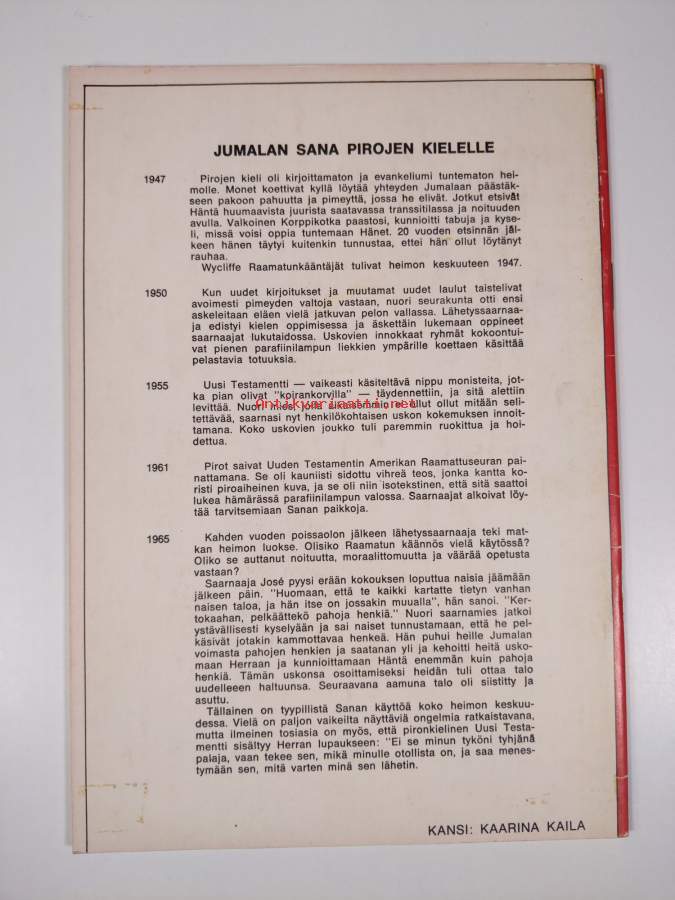 JUMALAN SANA PIROJEN KIELELLE
1947 Pirojen kieli oli kirjoittamaton ja evankeliumi tuntematon hei-
molle. Monet koettivat kyllä löytää yhteyden Jumalaan päästäk-
seen pakoon pahuutta ja pimeyttä, jossa he elivät. Jotkut etsivät
Häntä huumaavista juurista saatavassa transsitilassa ja noituuden
avulla. Valkoinen Korppikotka paastosi, kunnioitti tabuja ja kyse-
li, missä voisi oppia tuntemaan Hänet. 20 vuoden etsinnän jäl-
keen hänen täytyi kuitenkin tunnustaa, ettei hän ollut löytänyt
rauhaa.
Wycliffe Raamatunkääntäjät tulivat heimon keskuuteen 1947.
1950 Kun uudet kirjoitukset ja muutamat uudet laulut taistelivat
avoimesti pimeyden valtoja vastaan, nuori seurakunta otti ensi
askeleitaan eläen vielä jatkuvan pelon vallassa. Lähetyssaarnaa-
ja edistyi kielen oppimisessa ja äskettäin lukemaan oppineet
saarnaajat lukutaidossa. Uskovien innokkaat ryhmät kokoontui-
vat pienen parafiinilampun liekkien ympärille koettaen käsittää
pelastavia totuuksia.
1955 Uusi Testamentti — vaikeasti käsiteltävä nippu monisteita, jot-
ka pian olivat "koirankorvilla" — täydennettiin, ja sitä alettiin
levittää. Nuori mies, jolla aikaisemmin ei ollut ollut mitään seli-
tettävää, saarnasi nyt henkilökohtaisen uskon kokemuksen innoit-
tamana. Koko uskovien joukko tuli paremmin ruokittua ja hoi-
dettua.
Antikvariaatti.net
1961 Pirot saivat Uuden Testamentin Amerikan Raamattuseuran pai-
nattamana. Se oli kauniisti sidottu vihreä teos, jonka kantta ko-
risti piroaiheinen kuva, ja se oli niin isotekstinen, että sitä saattoi
lukea hämärässä parafiinilampun valossa. Saarnaajat alkoivat löy-
tää tarvitsemiaan Sanan paikkoja.
1965 Kahden vuoden poissaolon jälkeen lähetyssaarnaaja teki mat-
kan heimon luokse. Olisiko Raamatun käännös vielä käytössä?
Oliko se auttanut noituutta, moraalittomuutta ja väärää opetusta
vastaan?
Saarnaaja José pyysi erään kokouksen loputtua naisia jäämään
jälkeen päin. "Huomaan, että te kaikki kartatte tietyn vanhan
naisen taloa, ja hän itse on jossakin muualla", hän sanoi. "Ker-
tokaahan, pelkäättekö pahoja henkiä." Nuori saarnamies jatkoi
ystävällisesti kyselyään ja sai naiset tunnustamaan, että he pel-
käsivät jotakin kammottavaa henkeä. Hän puhui heille Jumalan
voimasta pahojen henkien ja saatanan yli ja kehoitti heitä usko-
maan Herraan ja kunnioittamaan Häntä enemmän kuin pahoja
henkiä. Tämän uskonsa osoittamiseksi heidän tuli ottaa talo
uudelleeen haltuunsa. Seuraavana aamuna talo oli siistitty ja
asuttu.
Tällainen on tyypillistä Sanan käyttöä koko heimon keskuu-
dessa. Vielä on paljon vaikeilta näyttäviä ongelmia ratkaistavana,
mutta ilmeinen tosiasia on myös, että pironkielinen Uusi Testa-
mentti sisältyy Herran lupaukseen: "Ei se minun tyköni tyhjänä
palaja, vaan tekee sen, mikä minulle otollista on, ja saa menes-
tymään sen, mitä varten minä sen lähetin.
KANSI: KAARINA KAILA